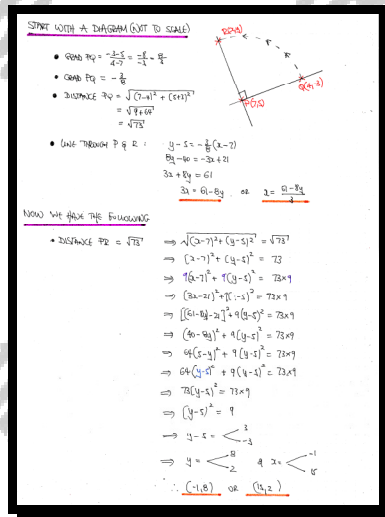 START WITH A DIAGRAM (NOT TO SCALE)
P(7,5)
• GRAD PQ = -3-5/4-7 = -8/-3 = 8/3
• GRAD PQ = -3/8
• DISTANCE PQ = √(7-4)² + (5+3)²
= √9+64
= √73
• LINE THROUGH P & R : y-5 = -3/8(x-7)
8y-40 = -3x+21
3x+8y = 61
3x = 61-8y OR x = 61-8y/3
NOW WE HAVE THE FOLLOWING
• DISTANCE PR = √73 ⇒ √(x-7)²+(y-5)² = √73
⇒ (x-7)²+(y-5)² = 73
⇒ 9(x-7)²+9(y-5)² = 73×9
⇒ (3x-21)²+9(y-5)² = 73×9
⇒ [(61-8y)-21]²+9(y-5)² = 73×9
⇒ (40-8y)²+9(y-5)² = 73×9
⇒ 64(5-y)²+9(y-5)² = 73×9
⇒ 64(y-5)²+9(y-5)² = 73×9
⇒ 73(y-5)² = 73×9
⇒ (y-5)² = 9
⇒ y-5 = < 3 -3
⇒ y = < 8 2 & x = < -1 15
∴ (-1,8) OR (15,2)